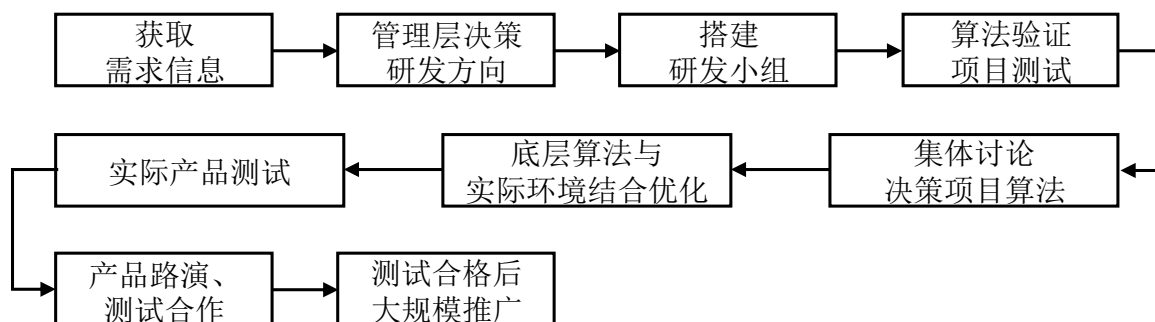 获取
需求信息
管理层决策
研发方向
搭建
研发小组
算法验证
项目测试
集体讨论
决策项目算法
底层算法与
实际环境结合优化
实际产品测试
产品路演、
测试合作
测试合格后
大规模推广